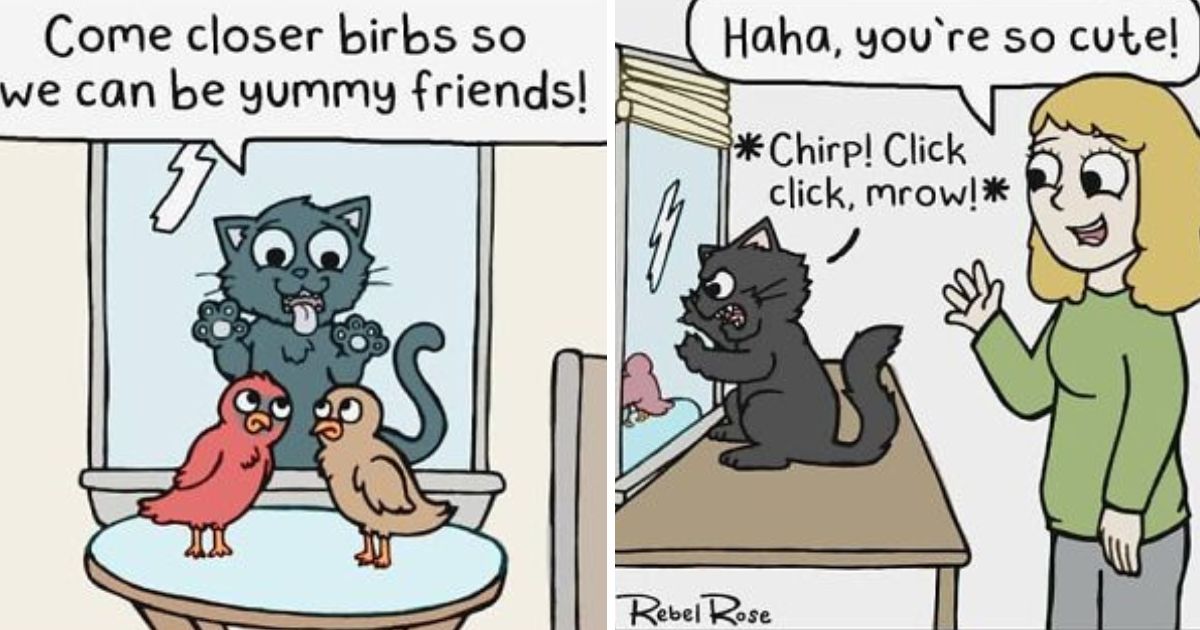 Come closer birbs so
we can be yummy friends!
Haha, you're so cute!
*Chirp! Click
click, mrow!*
Rebel Rose